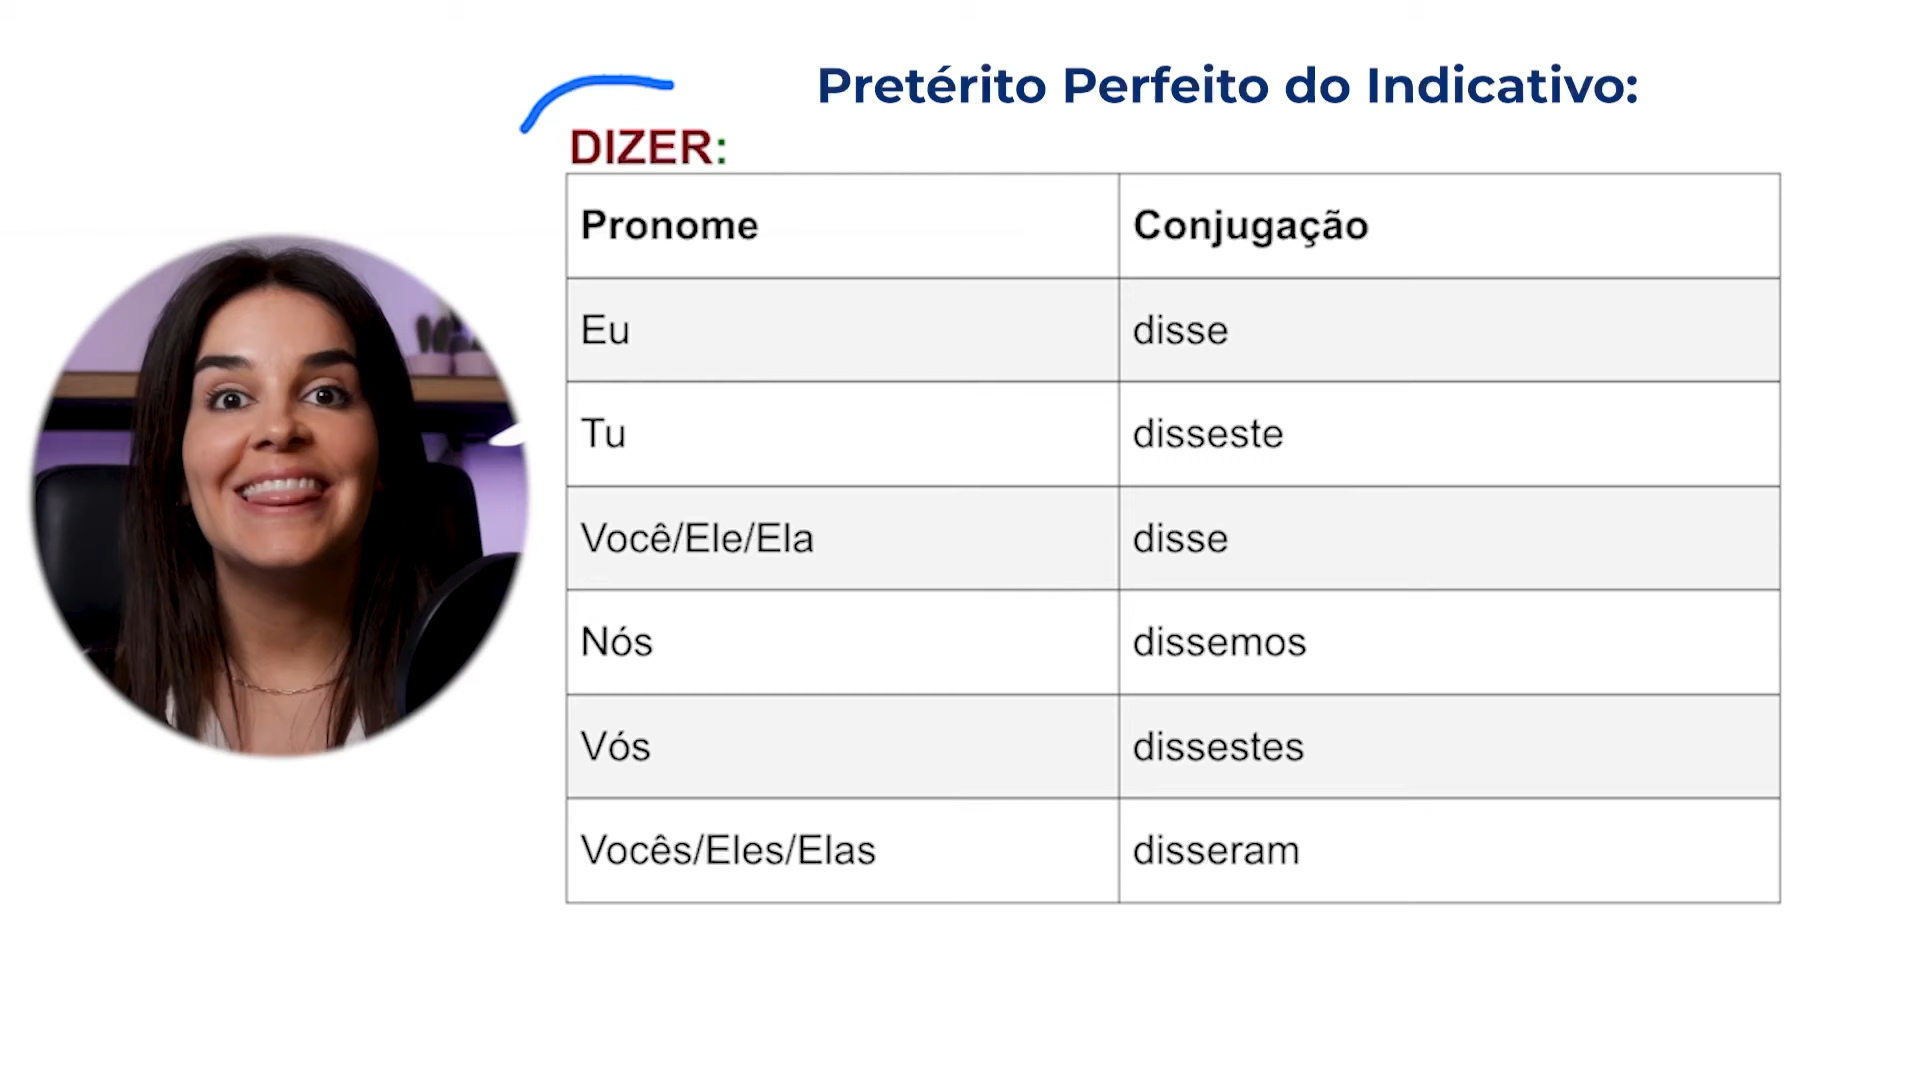 Pretérito Perfeito do Indicativo:
DIZER:
Pronome Conjugação
Eu disse
Tu disseste
Você/Ele/Ela disse
Nós dissemos
Vós dissestes
Vocês/Eles/Elas disseram